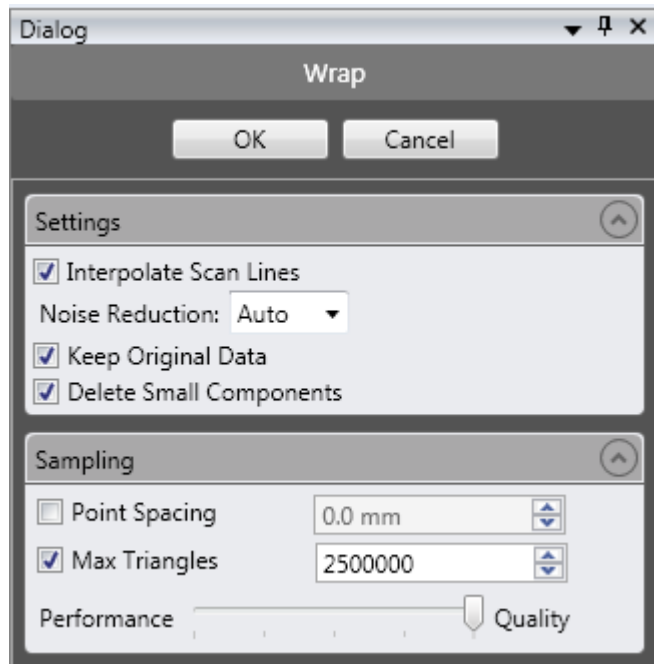 Dialog
Wrap
OK Cancel
Settings
Interpolate Scan Lines
Noise Reduction: Auto
Keep Original Data
Delete Small Components
Sampling
Point Spacing 0.0 mm
Max Triangles 2500000
Performance Quality